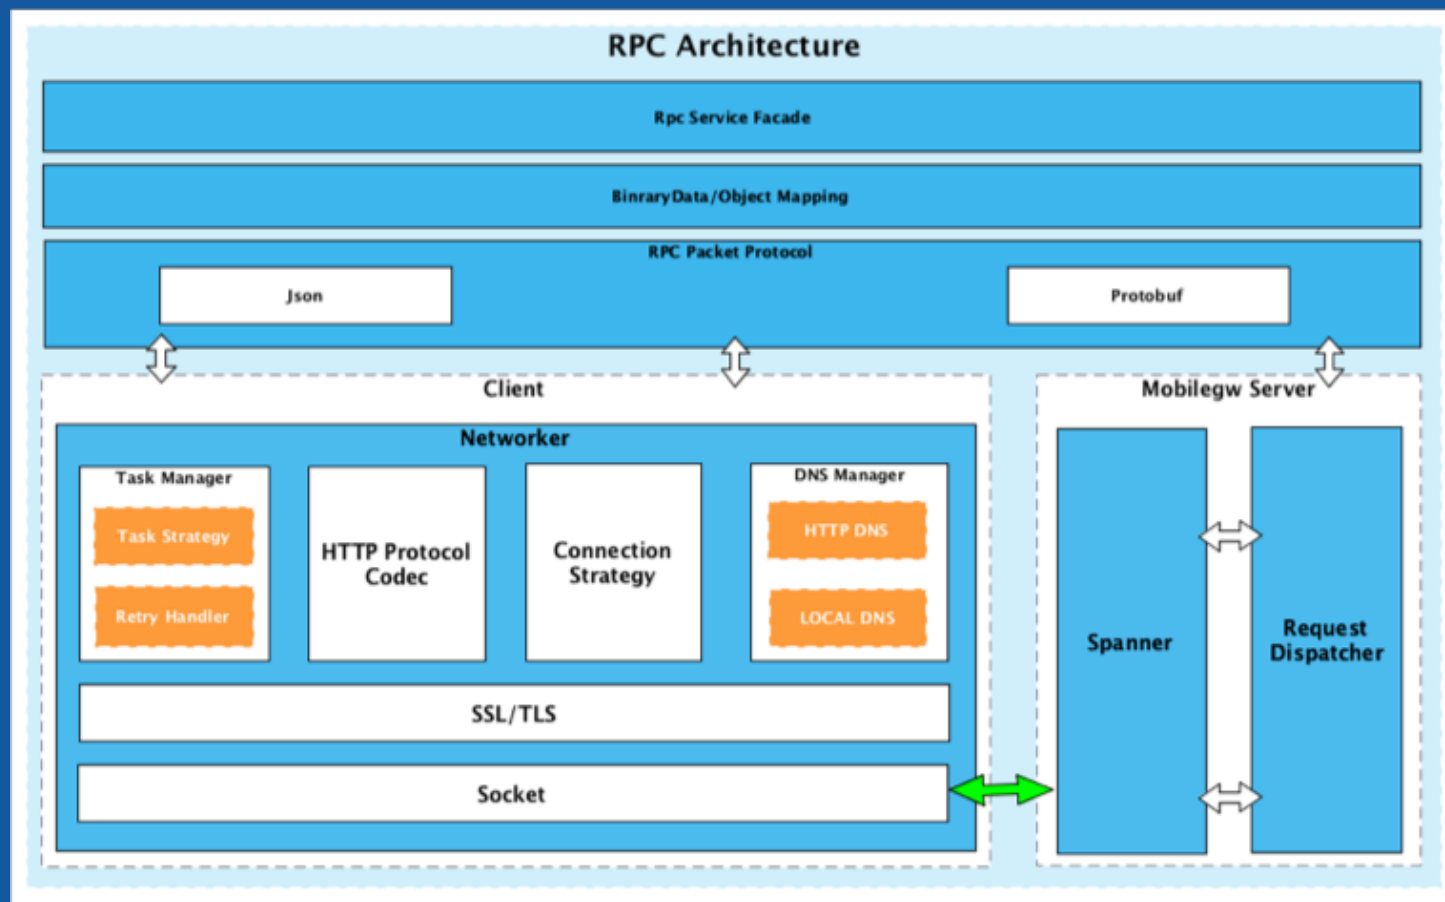 RPC Architecture
Rpc Service Facade
BinraryData/Object Mapping
RPC Packet Protocol
Json
Protobuf
Client
Mobilegw Server
Networker
Task Manager
Task Strategy
Retry Handler
HTTP Protocol
Codec
Connection
Strategy
DNS Manager
HTTP DNS
LOCAL DNS
SSL/TLS
Socket
Spanner
Request
Dispatcher